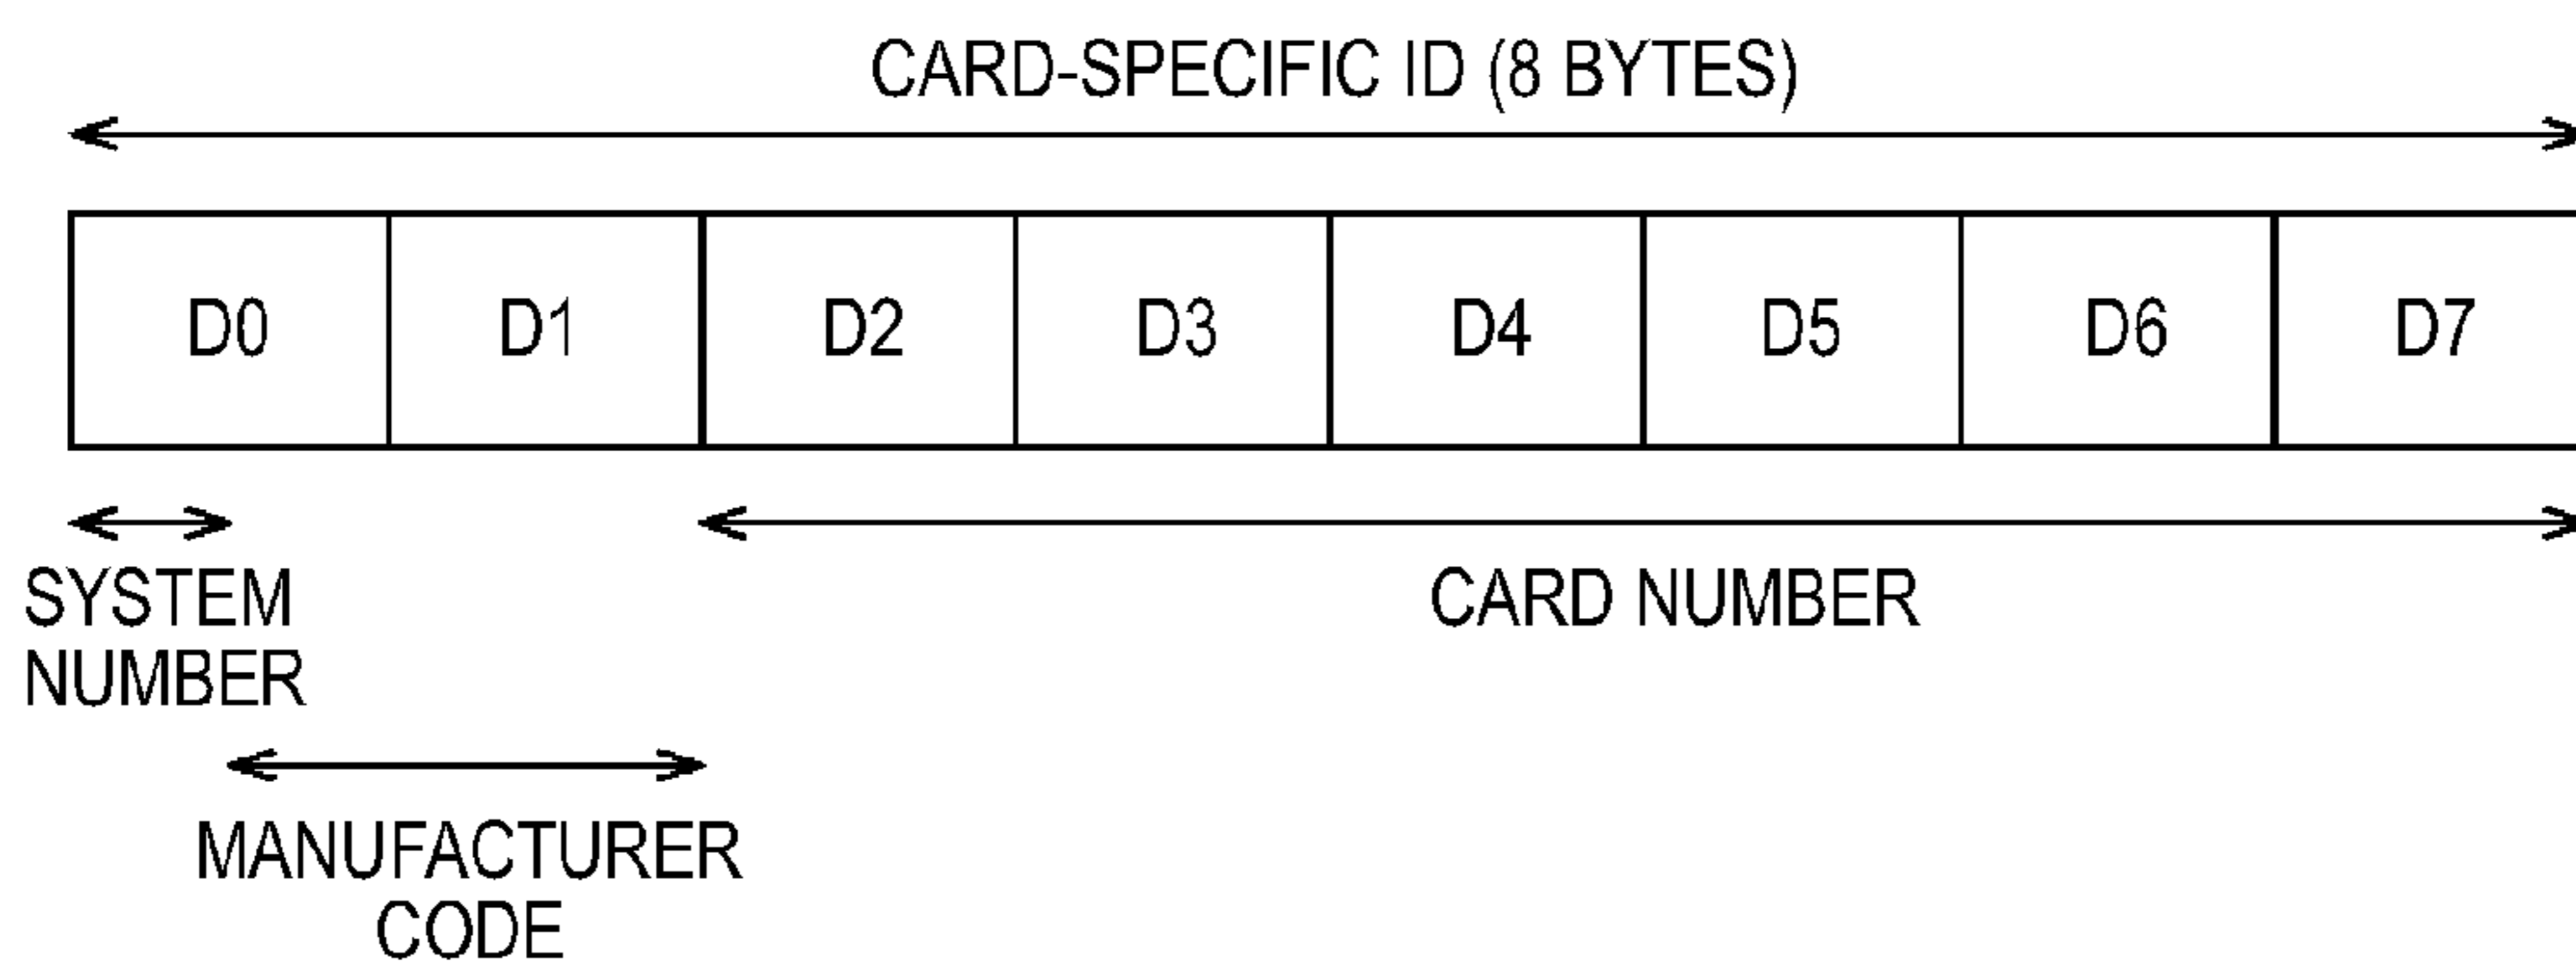 CARD-SPECIFIC ID (8 BYTES)
D0 D1 D2 D3 D4 D5 D6 D7
SYSTEM
NUMBER
CARD NUMBER
MANUFACTURER
CODE